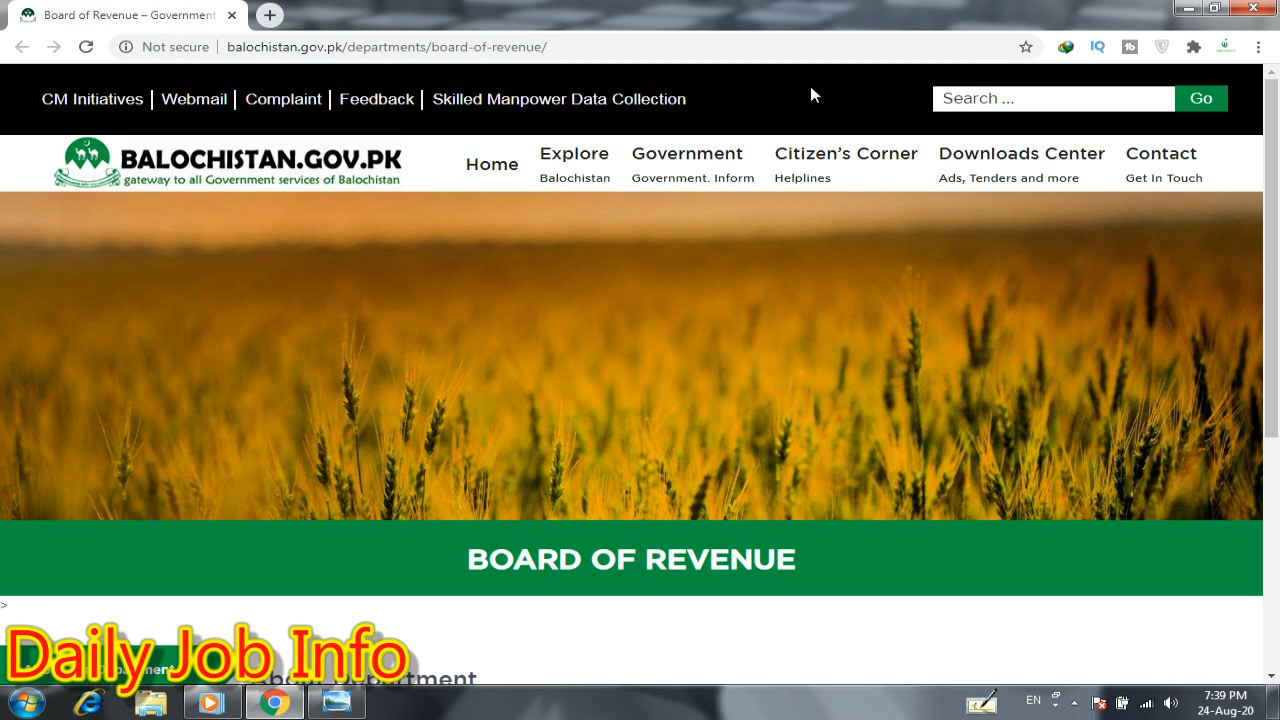 Board of Revenue – Government
Not secure
balochistan.gov.pk/departments/board-of-revenue/
IQ
CM Initiatives
Webmail
Complaint
Feedback
Skilled Manpower Data Collection
Search ...
Go
BALOCHISTAN.GOV.PK
gateway to all Government services of Balochistan
Home
Explore
Balochistan
Government
Government. Inform
Citizen's Corner
Helplines
Downloads Center
Ads, Tenders and more
Contact
Get In Touch
BOARD OF REVENUE
>
Daily Job Info
EN
7:39 PM
24-Aug-20